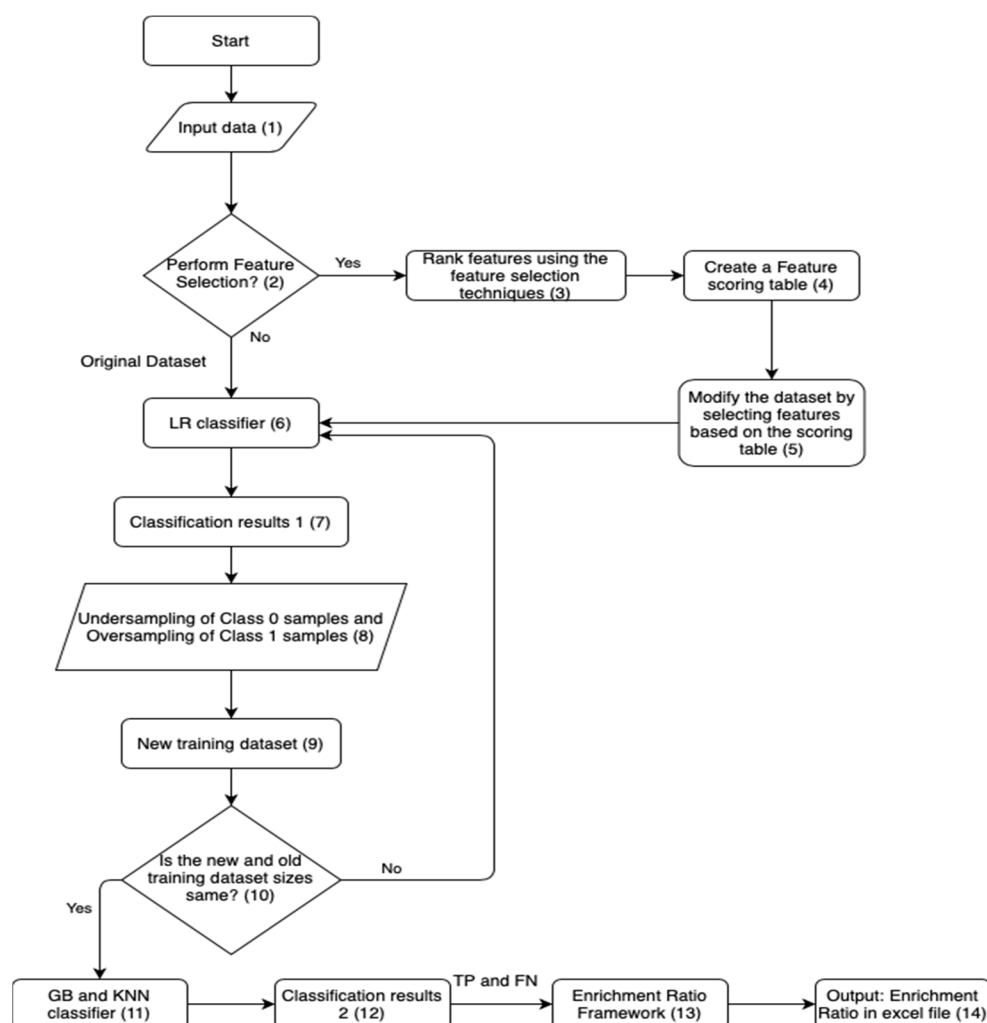 Start
Input data (1)
Perform Feature
Selection? (2)
Yes
Rank features using the
feature selection
techniques (3)
Create a Feature
scoring table (4)
No
Original Dataset
Modify the dataset by
selecting features
based on the scoring
table (5)
LR classifier (6)
Classification results 1 (7)
Undersampling of Class 0 samples and
Oversampling of Class 1 samples (8)
New training dataset (9)
Is the new and old
training dataset sizes
same? (10)
No
Yes
GB and KNN
classifier (11)
Classification results
2 (12)
TP and FN
Enrichment Ratio
Framework (13)
Output: Enrichment
Ratio in excel file (14)